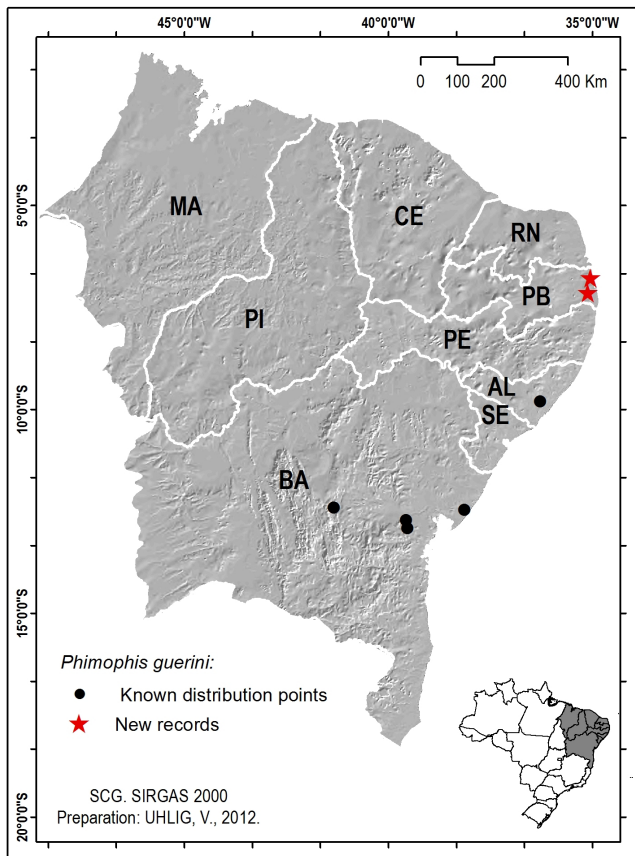 45°0'0"W 40°0'0"W 35°0'0"W
0 100 200 400 Km
MA
5°0'0"S
CE
RN
PB
PI
PE
AL
10°0'0"S
SE
BA
15°0'0"S
Phimophis guerini:
Known distribution points
New records
SCG. SIRGAS 2000
Preparation: UHLIG, V., 2012.
20°0'0"S